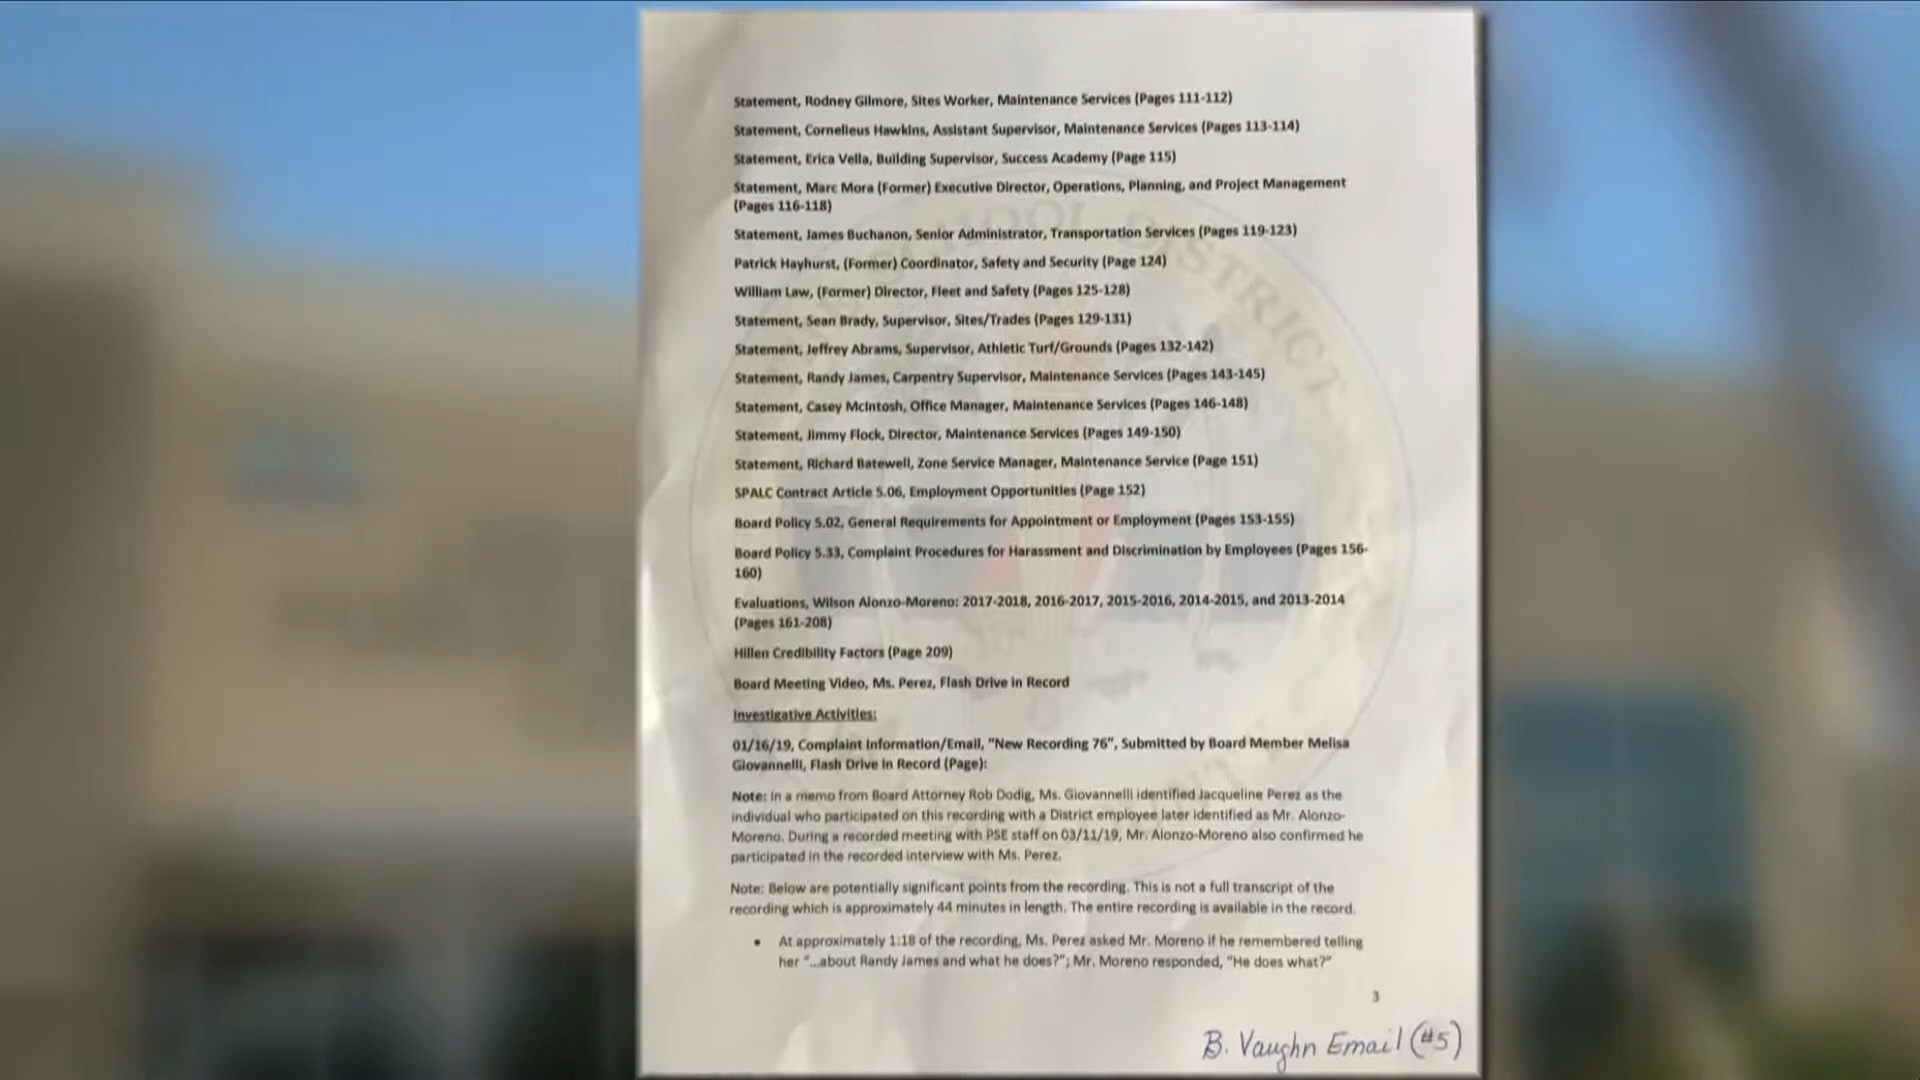 Statement, Rodney Gilmore, Sites Worker, Maintenance Services (Pages 111-112)
Statement, Cornelieus Hawkins, Assistant Supervisor, Maintenance Services (Pages 113-114)
Statement, Erica Vella, Building Supervisor, Success Academy (Page 115)
Statement, Marc Mora (Former) Executive Director, Operations, Planning, and Project Management
(Pages 116-118)
Statement, James Buchanon, Senior Administrator, Transportation Services (Pages 119-123)
Patrick Hayhurst, (Former) Coordinator, Safety and Security (Page 124)
William Law, (Former) Director, Fleet and Safety (Pages 125-128)
Statement, Sean Brady, Supervisor, Sites/Trades (Pages 129-131)
Statement, Jeffrey Abrams, Supervisor, Athletic Turf/Grounds (Pages 132-142)
Statement, Randy James, Carpentry Supervisor, Maintenance Services (Pages 143-145)
Statement, Casey McIntosh, Office Manager, Maintenance Services (Pages 146-148)
Statement, Jimmy Flock, Director, Maintenance Services (Pages 149-150)
Statement, Richard Batewell, Zone Service Manager, Maintenance Service (Page 151)
SPALC Contract Article 5.06, Employment Opportunities (Page 152)
Board Policy 5.02, General Requirements for Appointment or Employment (Pages 153-155)
Board Policy 5.33, Complaint Procedures for Harassment and Discrimination by Employees (Pages 156-
160)
Evaluations, Wilson Alonzo-Moreno: 2017-2018, 2016-2017, 2015-2016, 2014-2015, and 2013-2014
(Pages 161-208)
Hillen Credibility Factors (Page 209)
Board Meeting Video, Ms. Perez, Flash Drive in Record
Investigative Activities:
01/16/19, Complaint Information/Email, "New Recording 76", Submitted by Board Member Melisa
Giovannelli, Flash Drive in Record (Page):
Note: In a memo from Board Attorney Rob Dodig, Ms. Giovannelli identified Jacqueline Perez as the
individual who participated on this recording with a District employee later identified as Mr. Alonzo-
Moreno. During a recorded meeting with PSE staff on 03/11/19, Mr. Alonzo-Moreno also confirmed he
participated in the recorded interview with Ms. Perez.
Note: Below are potentially significant points from the recording. This is not a full transcript of the
recording which is approximately 44 minutes in length. The entire recording is available in the record.
• At approximately 1:18 of the recording, Ms. Perez asked Mr. Moreno if he remembered telling
her "...about Randy James and what he does?"; Mr. Moreno responded, "He does what?"
3
B. Vaughn Email (#5)
SCHOOL DISTRICT